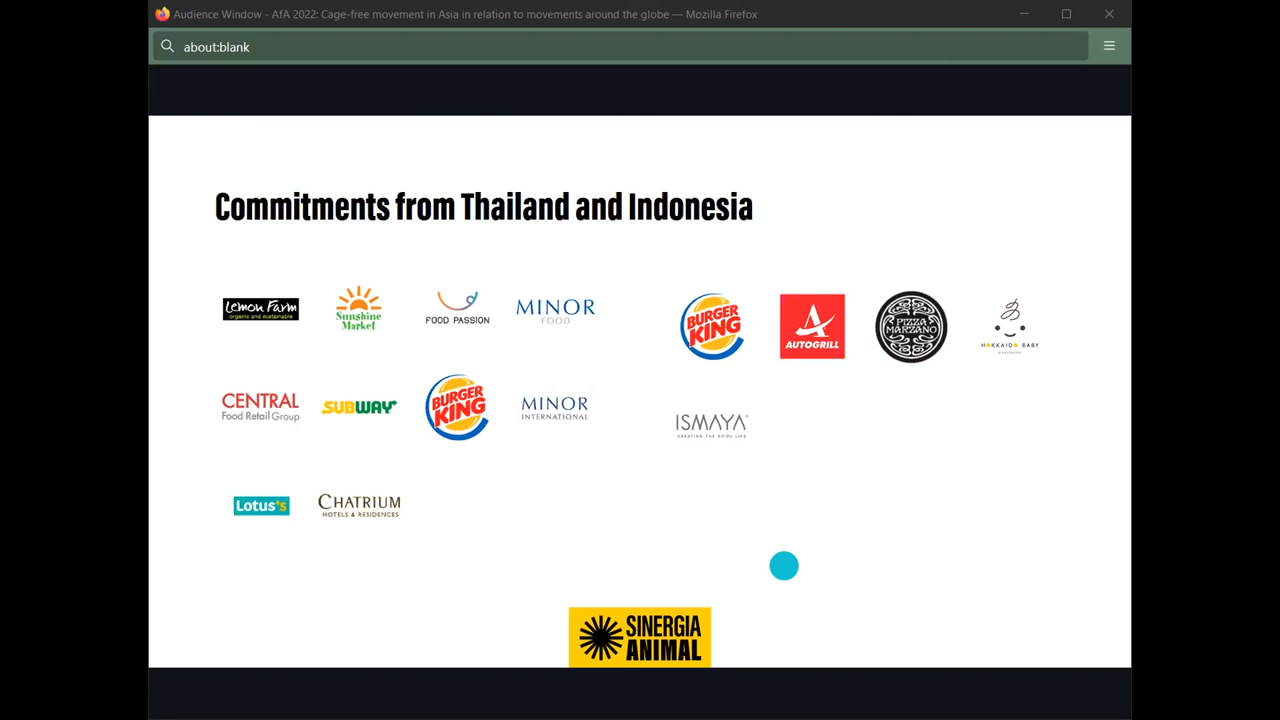 Audience Window - AfA 2022: Cage-free movement in Asia in relation to movements around the globe — Mozilla Firefox
about:blank
Commitments from Thailand and Indonesia
Lemon Farm
organic and sustainable
Sunshine
Market
FOOD PASSION
MINOR
FOOD
BURGER
KING
AUTOGRILL
PIZZA
MARZANO
HOKKAIDO BABY
BAKESHOP
CENTRAL
Food Retail Group
SUBWAY
BURGER
KING
MINOR
INTERNATIONAL
ISMAYA
CREATING THE GOOD LIFE
Lotus's
CHATRIUM
HOTELS & RESIDENCES
SINERGIA
ANIMAL